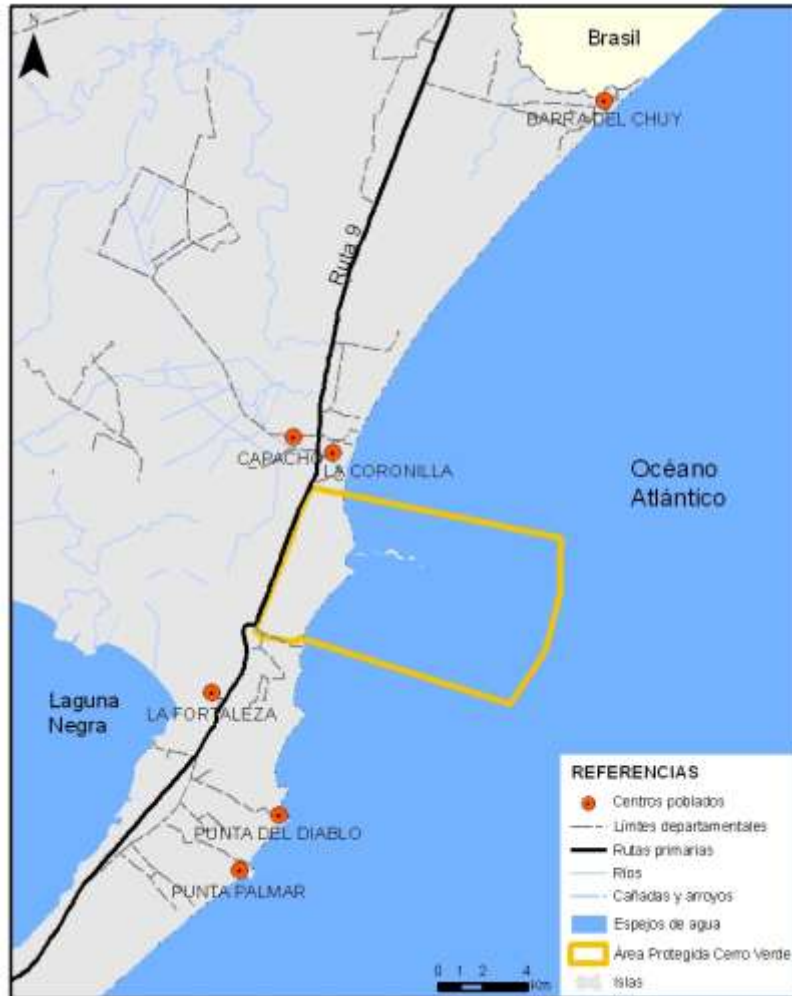 N
Brasil
BARRA DEL CHUY
Ruta 9
CAPACHO
LA CORONILLA
Océano
Atlántico
Laguna
Negra
LA FORTALEZA
PUNTA DEL DIABLO
PUNTA PALMAR
REFERENCIAS
Centros poblados
Límites departamentales
Rutas primarias
Ríos
Cañadas y arroyos
Espejos de agua
Área Protegida Cerro Verde
Islas
0 1 2 4
Km